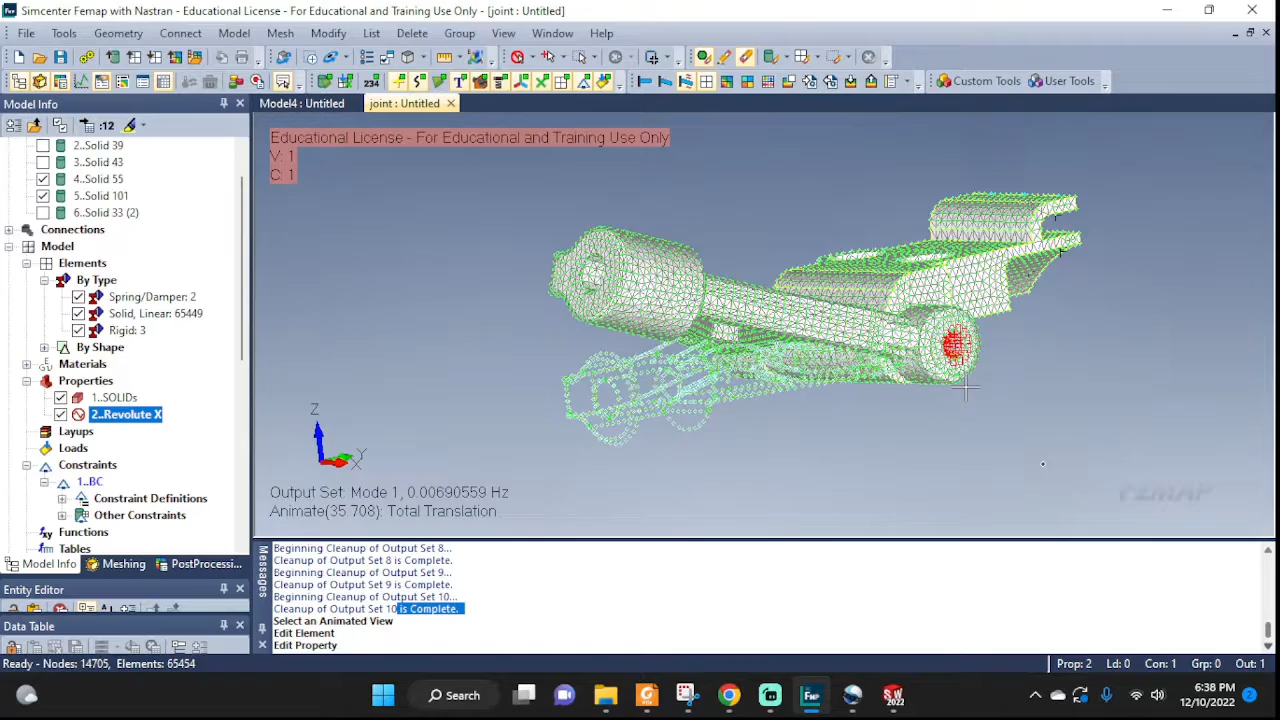 Simcenter Femap with Nastran - Educational License - For Educational and Training Use Only - [joint : Untitled]
File Tools Geometry Connect Model Mesh Modify List Delete Group View Window Help
234
Custom Tools User Tools
Model Info
Model4 : Untitled joint : Untitled
:12
2..Solid 39
3..Solid 43
4..Solid 55
5..Solid 101
6..Solid 33 (2)
Connections
Model
Elements
By Type
Spring/Damper: 2
Solid, Linear: 65449
Rigid: 3
By Shape
Materials
Properties
1..SOLIDs
2..Revolute X
Layups
Loads
Constraints
1..BC
Constraint Definitions
Other Constraints
Functions
Tables
Model Info Meshing PostProcessing...
Entity Editor
Data Table
Educational License - For Educational and Training Use Only
V: 1
C: 1
Z
Y
X
Output Set: Mode 1, 0.00690559 Hz
Animate(35.708): Total Translation
FEMAP
Messages
Beginning Cleanup of Output Set 8...
Cleanup of Output Set 8 is Complete.
Beginning Cleanup of Output Set 9...
Cleanup of Output Set 9 is Complete.
Beginning Cleanup of Output Set 10...
Cleanup of Output Set 10 is Complete.
Select an Animated View
Edit Element
Edit Property
Ready - Nodes: 14705, Elements: 65454
Prop: 2 Ld: 0 Con: 1 Grp: 0 Out: 1
Search
6:38 PM
12/10/2022
2